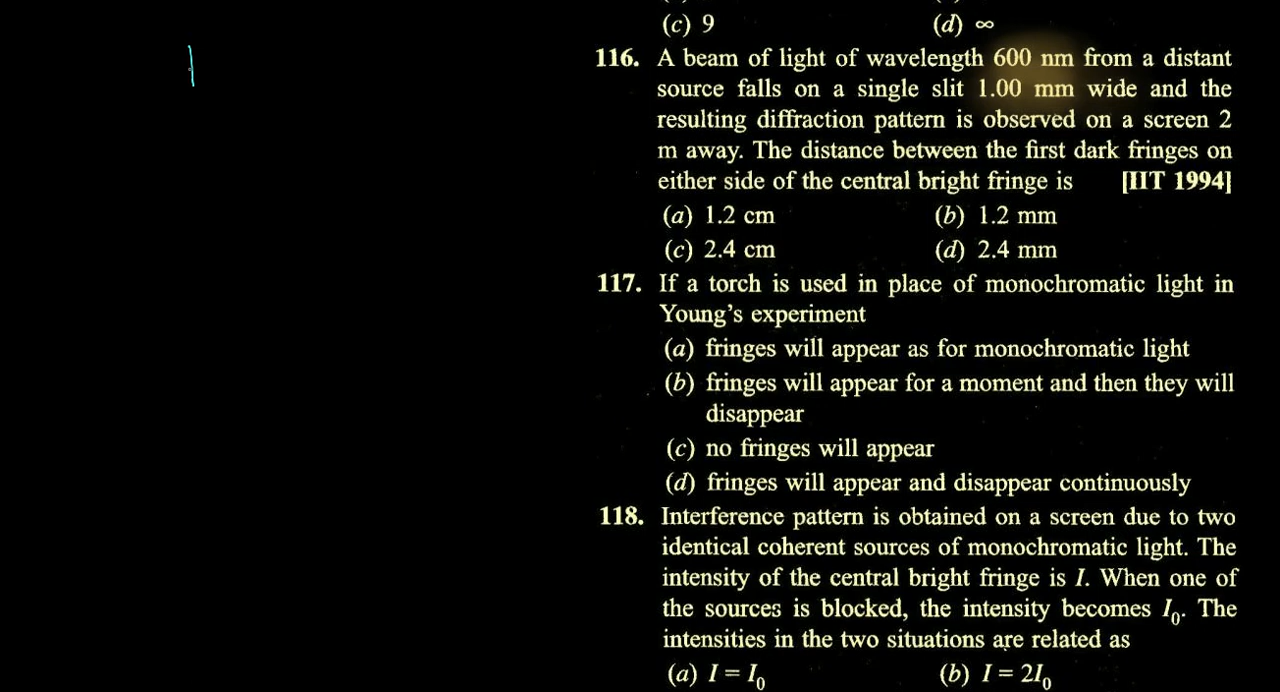 (c) 9 (d) ∞
116. A beam of light of wavelength 600 nm from a distant
source falls on a single slit 1.00 mm wide and the
resulting diffraction pattern is observed on a screen 2
m away. The distance between the first dark fringes on
either side of the central bright fringe is [IIT 1994]
(a) 1.2 cm (b) 1.2 mm
(c) 2.4 cm (d) 2.4 mm
117. If a torch is used in place of monochromatic light in
Young's experiment
(a) fringes will appear as for monochromatic light
(b) fringes will appear for a moment and then they will
disappear
(c) no fringes will appear
(d) fringes will appear and disappear continuously
118. Interference pattern is obtained on a screen due to two
identical coherent sources of monochromatic light. The
intensity of the central bright fringe is I. When one of
the sources is blocked, the intensity becomes I₀. The
intensities in the two situations are related as
(a) I = I₀ (b) I = 2I₀